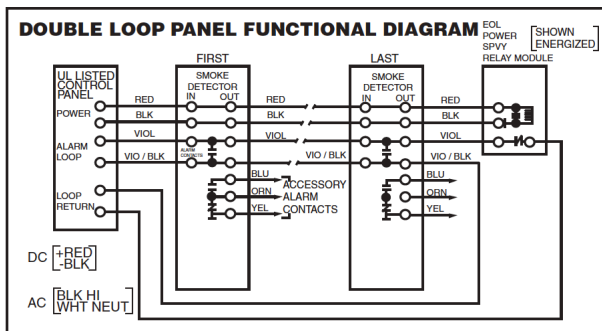 DOUBLE LOOP PANEL FUNCTIONAL DIAGRAM
EOL
POWER
SPVY
RELAY MODULE
[SHOWN
ENERGIZED]
UL LISTED
CONTROL
PANEL
POWER
ALARM
LOOP
LOOP
RETURN
FIRST
SMOKE
DETECTOR
IN OUT
LAST
SMOKE
DETECTOR
IN OUT
RED RED RED
BLK BLK BLK
VIOL VIOL VIOL
ALARM
CONTACTS
VIO / BLK VIO / BLK VIO / BLK
BLU
ORN
YEL
ACCESSORY
ALARM
CONTACTS
BLU
ORN
YEL
DC [+RED
-BLK]
AC [BLK HI
WHT NEUT]